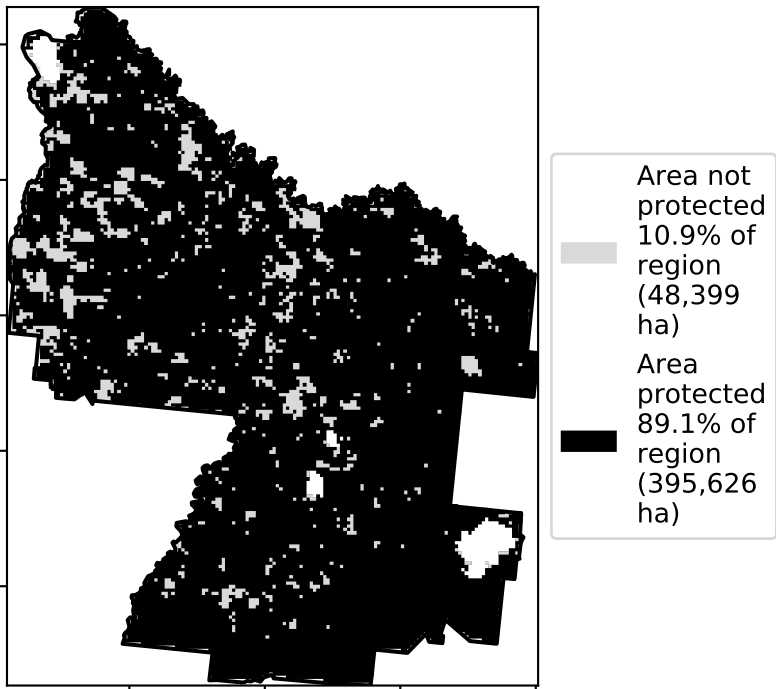 Area not
protected
10.9% of
region
(48,399
ha)
Area
protected
89.1% of
region
(395,626
ha)